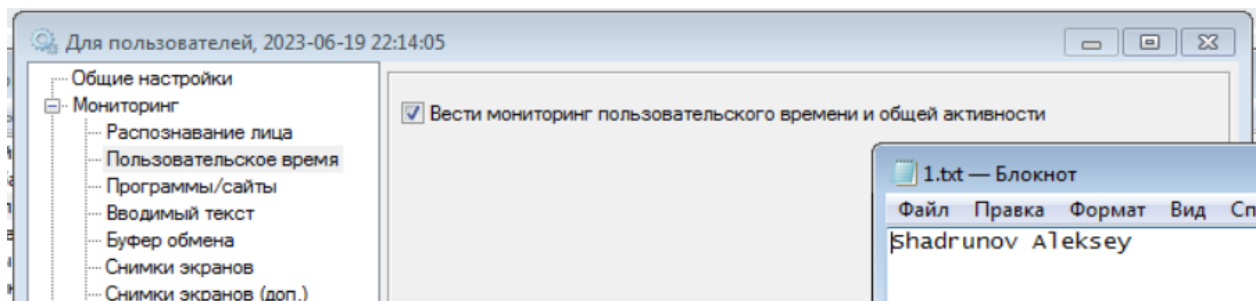 Для пользователей, 2023-06-19 22:14:05
Общие настройки
Мониторинг
Распознавание лица
Пользовательское время
Программы/сайты
Вводимый текст
Буфер обмена
Снимки экранов
Снимки экранов (доп.)
Вести мониторинг пользовательского времени и общей активности
1.txt — Блокнот
Файл Правка Формат Вид
Shadrunov Aleksey